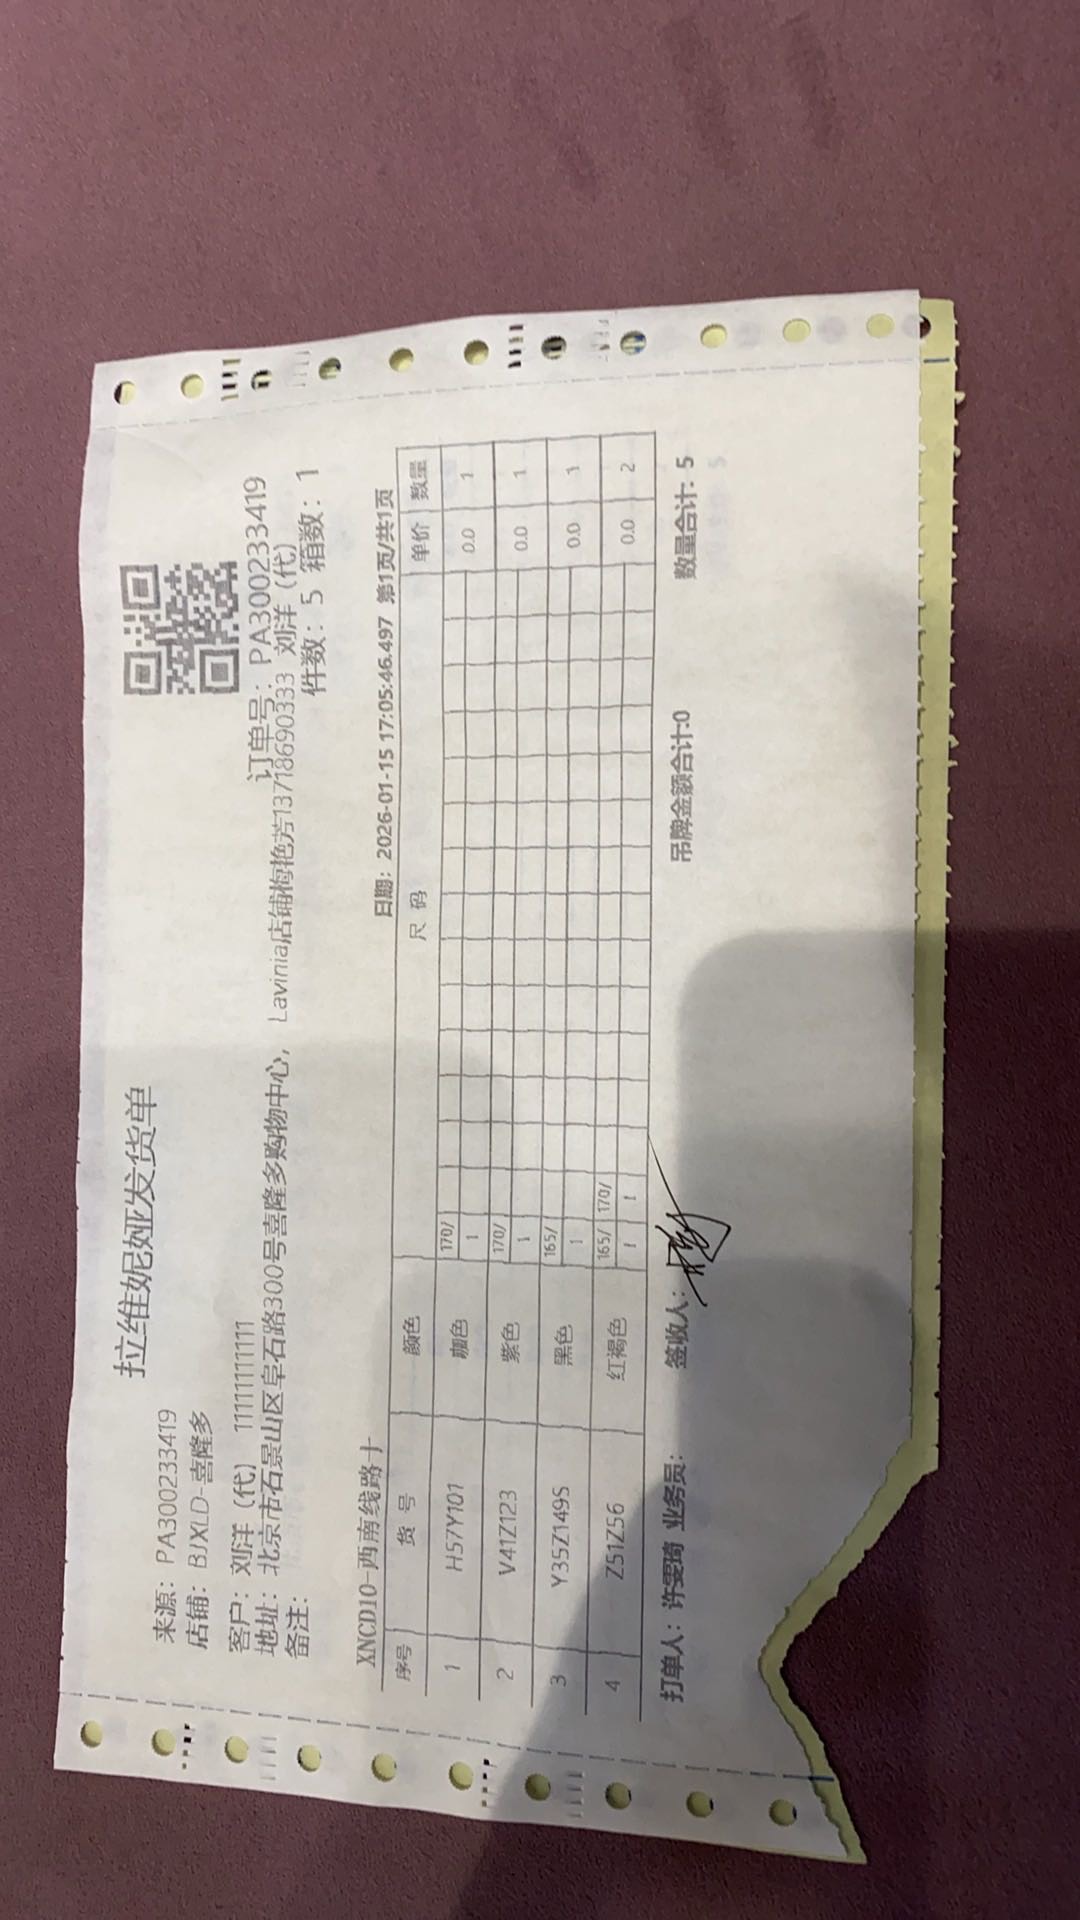 拉维妮娅发货单
来源：PA300233419
店铺：BJXLD-喜隆多 订单号：PA300233419
客户：刘洋（代） 11111111111
地址：北京市石景山区阜石路300号喜隆多购物中心， Lavinia店铺梅艳芳13718690333 刘洋（代）
备注： 件数：5 箱数：1
XNCD10-西南线路十 日期：2026-01-15 17:05:46.497 第1页/共1页
序号 货 号 颜色 尺 码 单价 数量
1 H57Y101 咖色 170/ 1 0.0 1
2 V41Z123 紫色 170/ 1 0.0 1
3 Y35Z149S 黑色 165/ 1 0.0 1
4 Z51Z56 红褐色 165/ 170/ 1 1 0.0 2
打单人：许雯琦 业务员： 签收人： 吊牌金额合计:0 数量合计：5